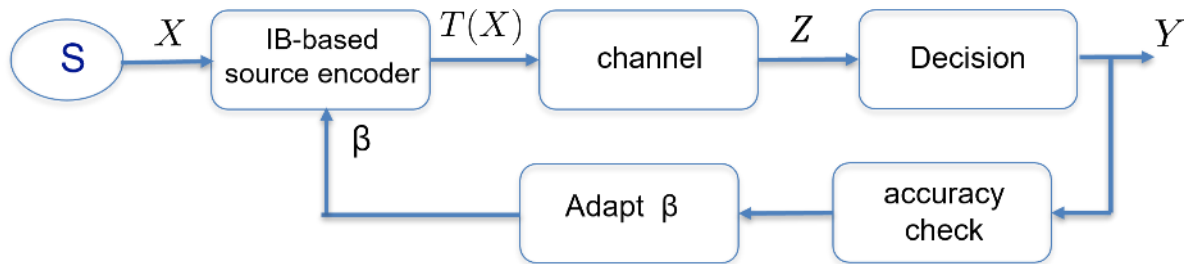 S
X
IB-based
source encoder
T(X)
channel
Z
Decision
Y
β
Adapt β
accuracy
check